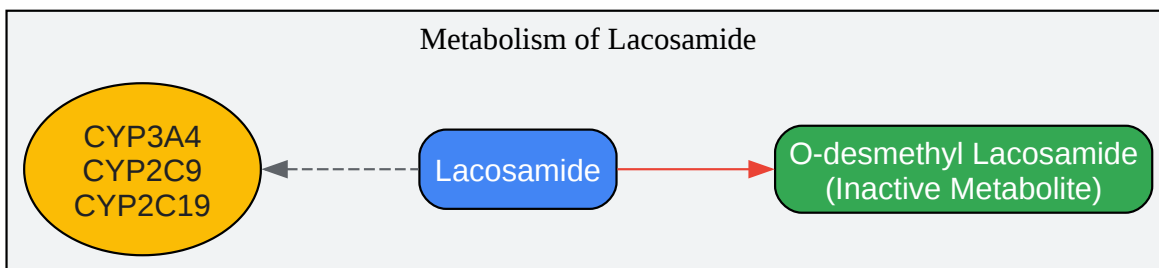 Metabolism of Lacosamide
CYP3A4
CYP2C9
CYP2C19
Lacosamide
O-desmethyl Lacosamide
(Inactive Metabolite)